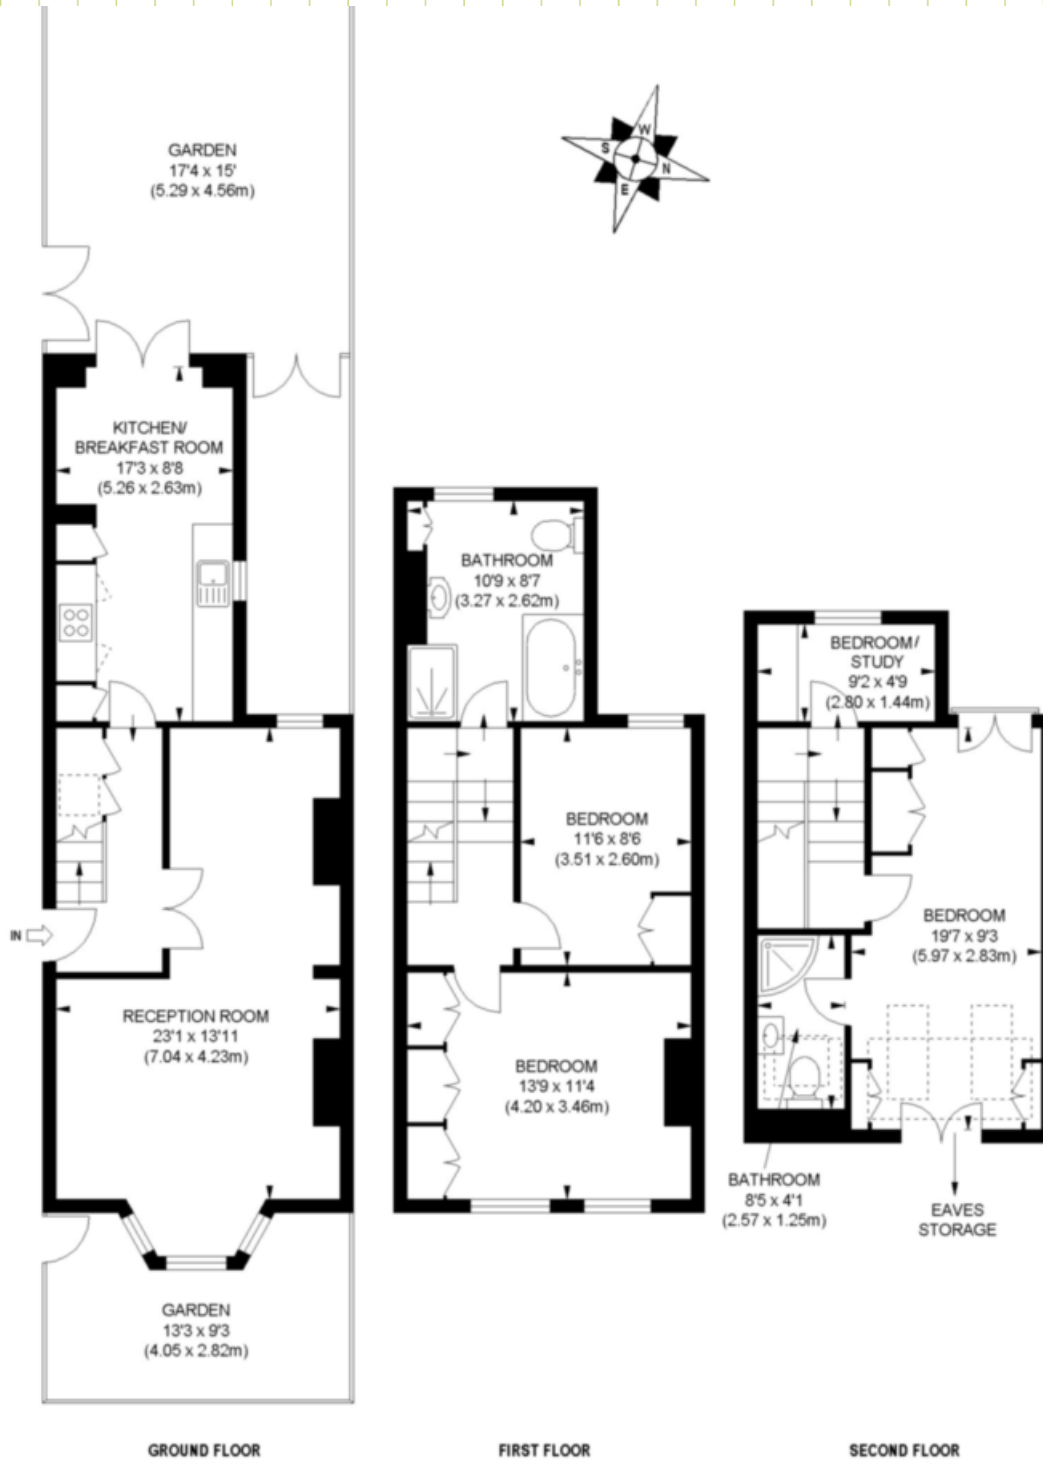 GARDEN
17'4 x 15'
(5.29 x 4.56m)
W
S
N
E
KITCHEN/
BREAKFAST ROOM
17'3 x 8'8
(5.26 x 2.63m)
BATHROOM
10'9 x 8'7
(3.27 x 2.62m)
BEDROOM/
STUDY
9'2 x 4'9
(2.80 x 1.44m)
BEDROOM
11'6 x 8'6
(3.51 x 2.60m)
IN
BEDROOM
19'7 x 9'3
(5.97 x 2.83m)
RECEPTION ROOM
23'1 x 13'11
(7.04 x 4.23m)
BEDROOM
13'9 x 11'4
(4.20 x 3.46m)
BATHROOM
8'5 x 4'1
(2.57 x 1.25m)
EAVES
STORAGE
GARDEN
13'3 x 9'3
(4.05 x 2.82m)
GROUND FLOOR
FIRST FLOOR
SECOND FLOOR